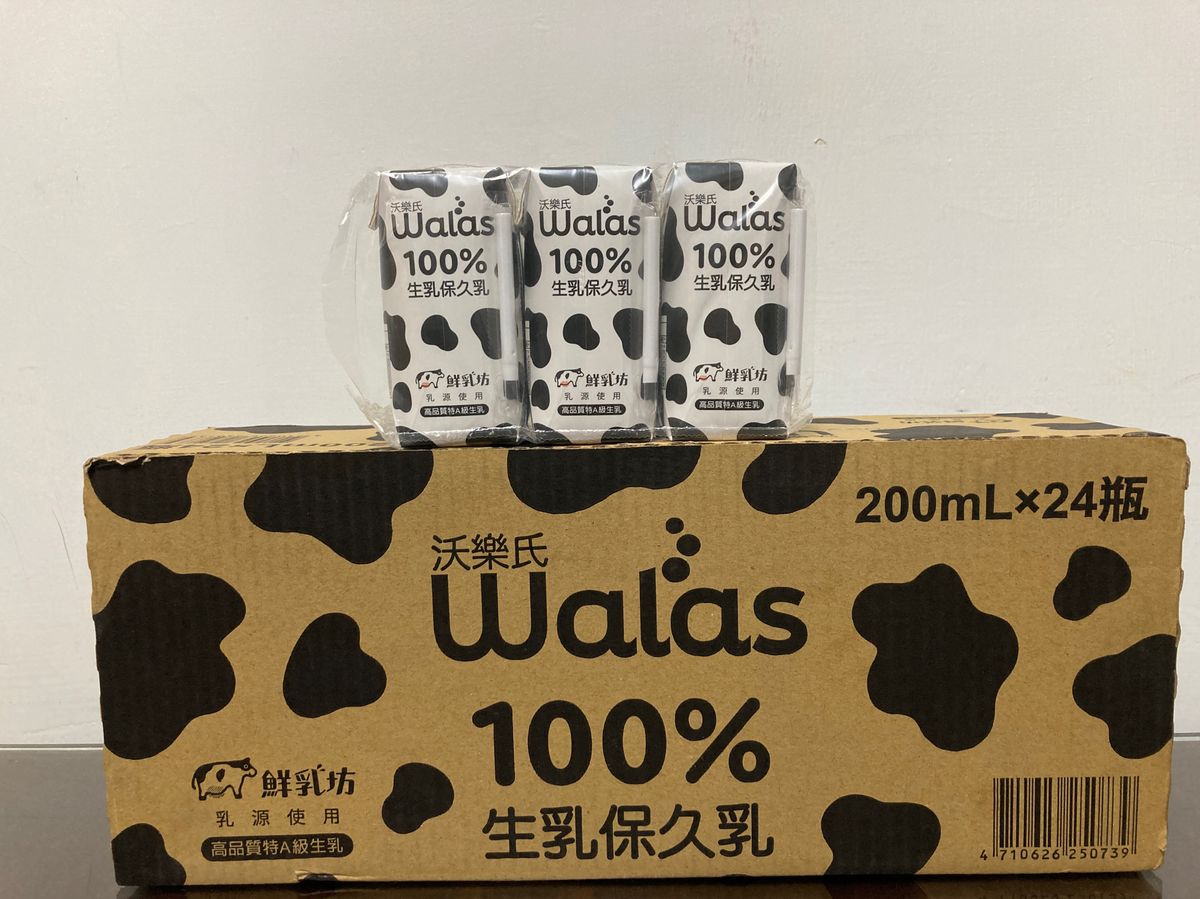 沃樂氏
Walas
100%
生乳保久乳
鮮乳坊
乳源使用
高品質特A級生乳
沃樂氏
Walas
100%
生乳保久乳
鮮乳坊
乳源使用
高品質特A級生乳
沃樂氏
Walas
100%
生乳保久乳
鮮乳坊
乳源使用
高品質特A級生乳
200mL×24瓶
沃樂氏
Walas
100%
生乳保久乳
鮮乳坊
乳源使用
高品質特A級生乳
4 710626 250739